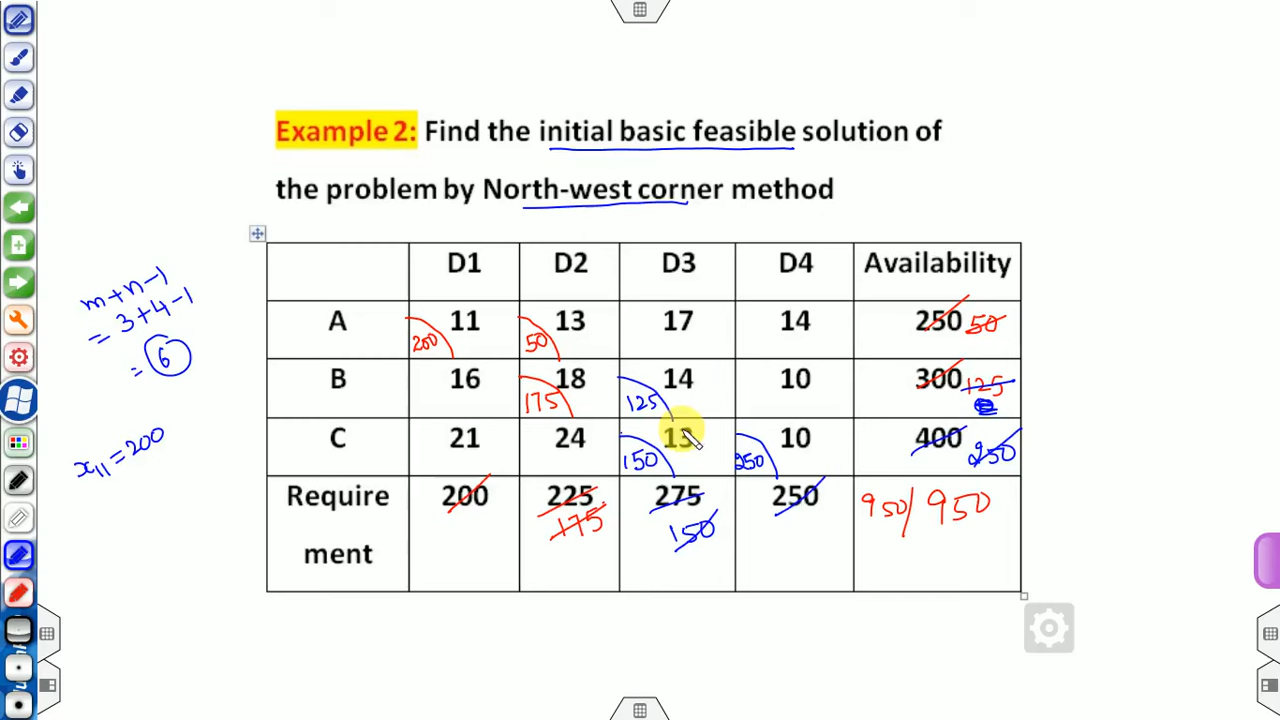 Example 2: Find the initial basic feasible solution of
the problem by North-west corner method
D1 D2 D3 D4 Availability
A 11 13 17 14 250 50
200 50
B 16 18 14 10 300 125
175 125
C 21 24 13 10 400 250
150 250
Require 200 225 275 250 950/950
175 150
ment
m+n-1
= 3+4-1
= 6
x11 = 200